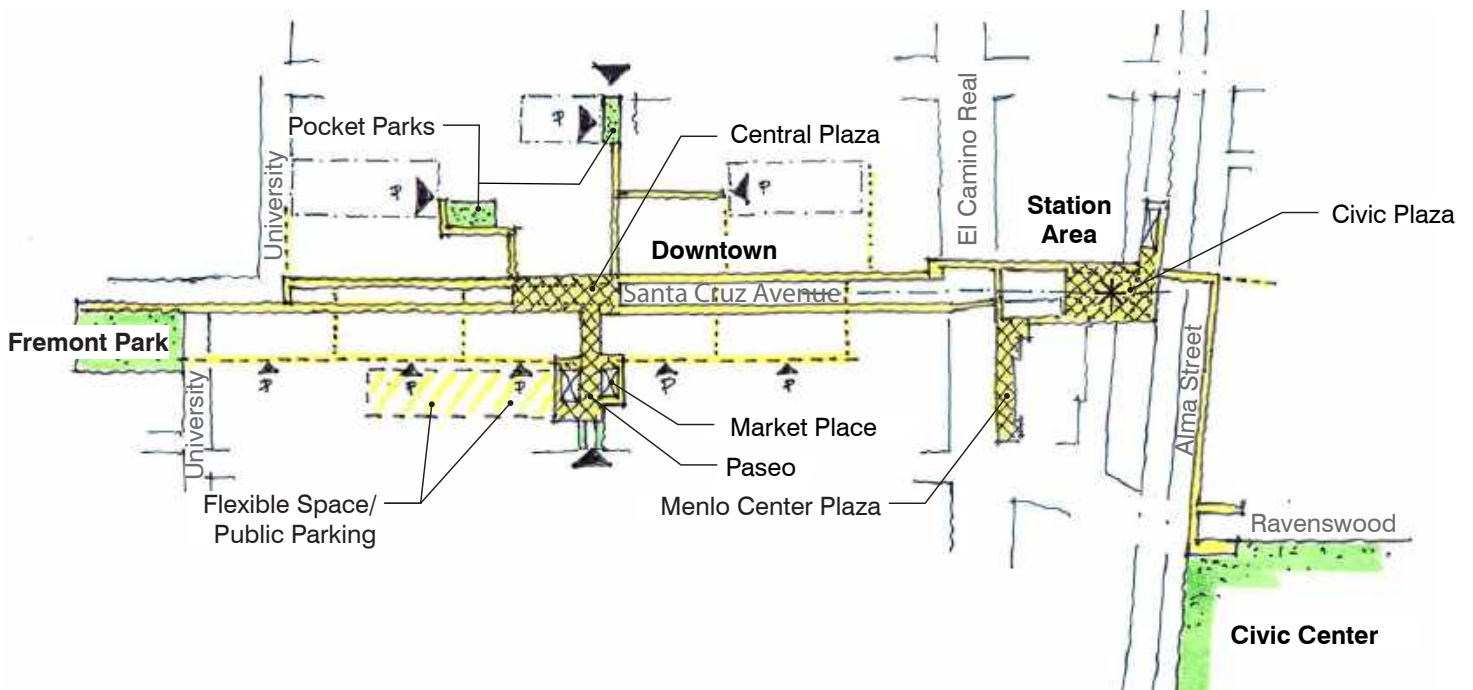 Pocket Parks
Central Plaza
P
P
P
University
El Camino Real
Station
Area
Civic Plaza
Downtown
Santa Cruz Avenue
Fremont Park
University
P
P
P
P
P
Alma Street
Market Place
Paseo
Flexible Space/
Public Parking
Menlo Center Plaza
Ravenswood
Civic Center